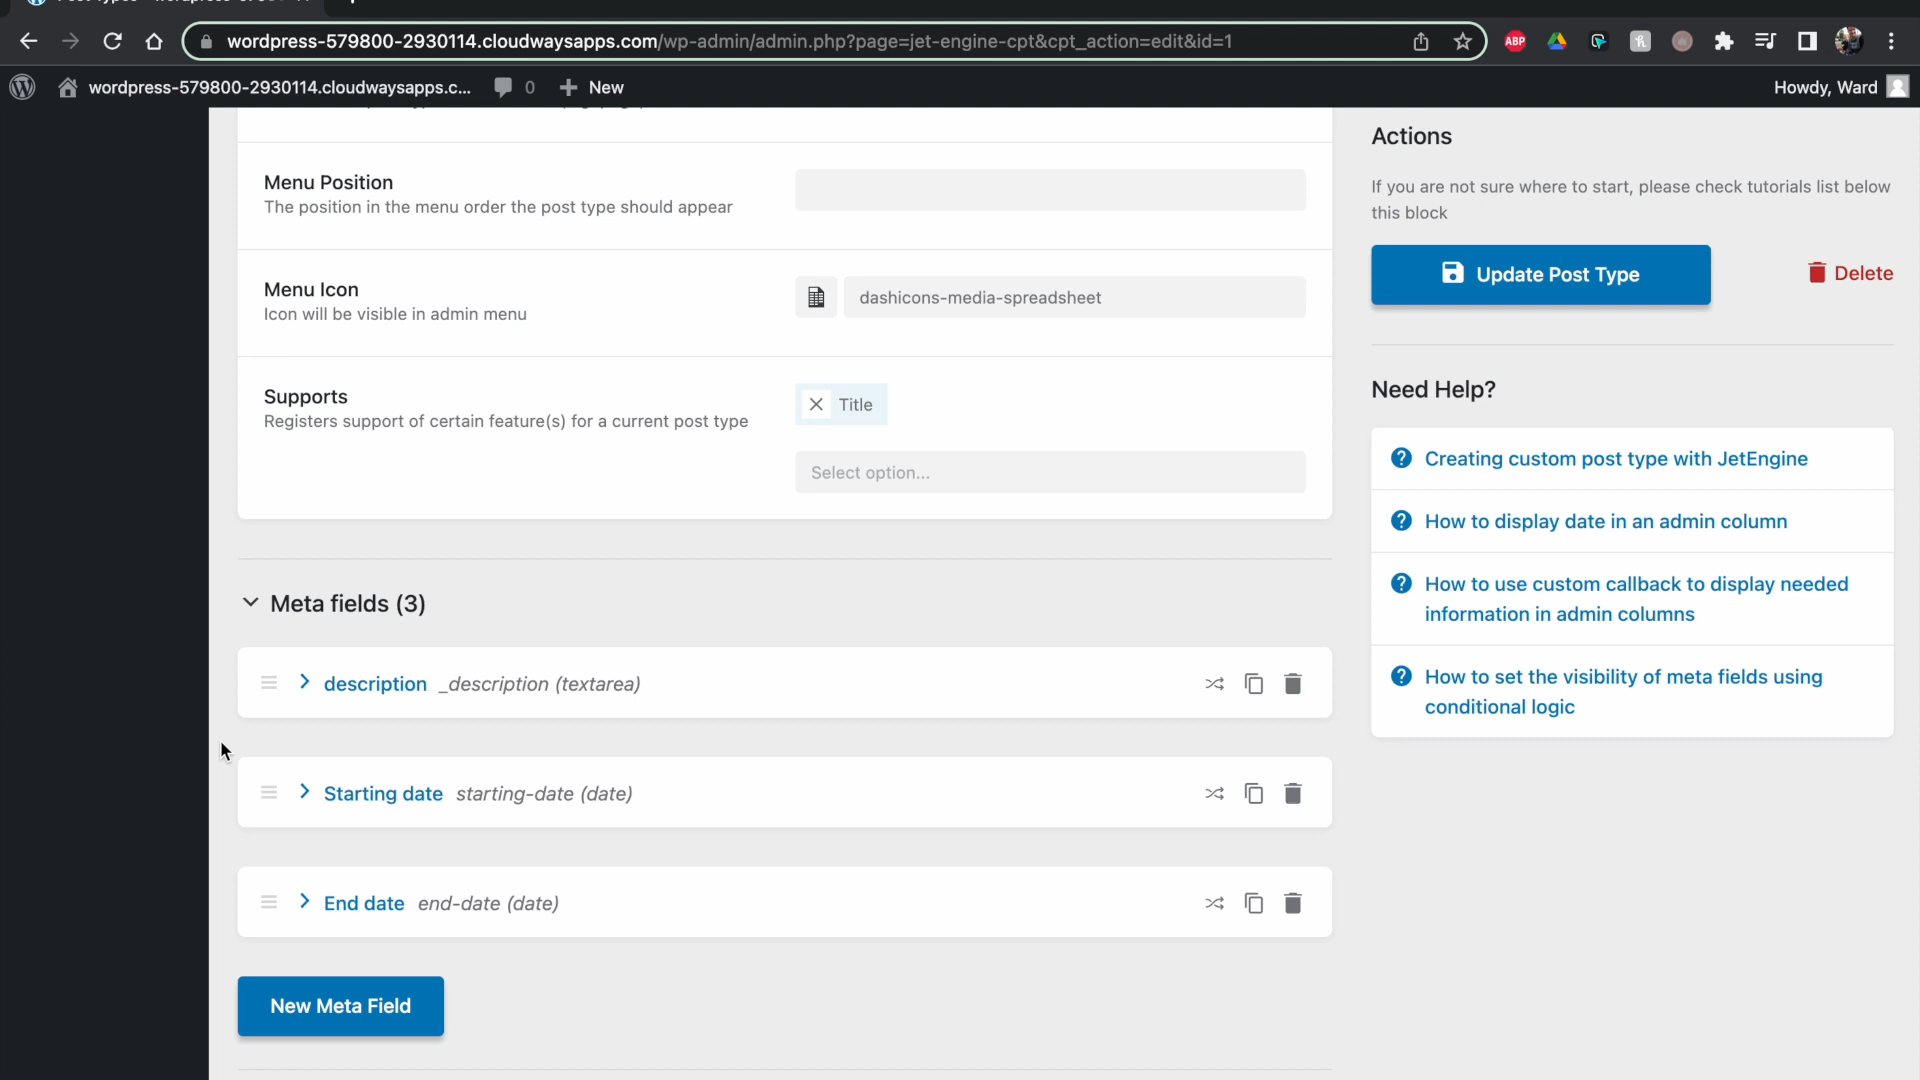 wordpress-579800-2930114.cloudwaysapps.com/wp-admin/admin.php?page=jet-engine-cpt&cpt_action=edit&id=1
ABP
wordpress-579800-2930114.cloudwaysapps.c...
0
New
Howdy, Ward
Menu Position
The position in the menu order the post type should appear
Menu Icon
Icon will be visible in admin menu
dashicons-media-spreadsheet
Supports
Registers support of certain feature(s) for a current post type
Title
Select option...
Meta fields (3)
description _description (textarea)
Starting date starting-date (date)
End date end-date (date)
New Meta Field
Actions
If you are not sure where to start, please check tutorials list below
this block
Update Post Type
Delete
Need Help?
Creating custom post type with JetEngine
How to display date in an admin column
How to use custom callback to display needed
information in admin columns
How to set the visibility of meta fields using
conditional logic